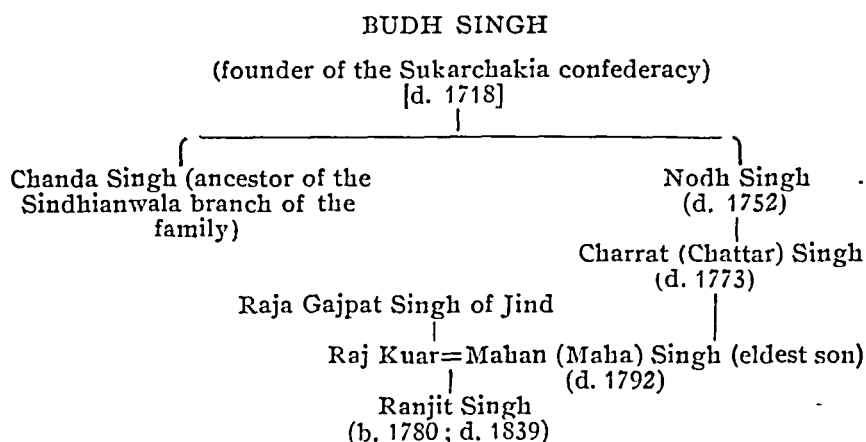 BUDH SINGH
(founder of the Sukarchakia confederacy)
[d. 1718]
Chanda Singh (ancestor of the
Sindhianwala branch of the
family)
Nodh Singh
(d. 1752)
Charrat (Chattar) Singh
(d. 1773)
Raja Gajpat Singh of Jind
Raj Kuar=Mahan (Maha) Singh (eldest son)
(d. 1792)
Ranjit Singh
(b. 1780; d. 1839)